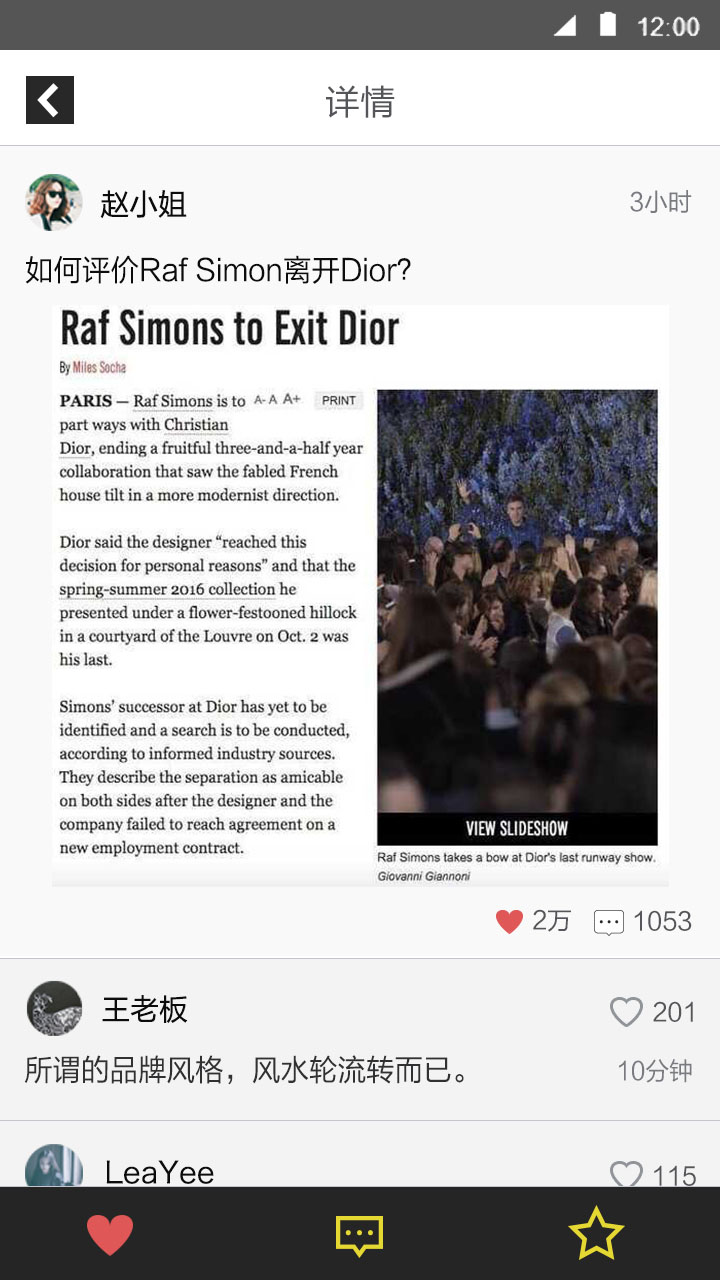 12:00
详情
赵小姐
3小时
如何评价Raf Simon离开Dior?
Raf Simons to Exit Dior
By Miles Socha
PARIS — Raf Simons is to A- A A+ PRINT
part ways with Christian
Dior, ending a fruitful three-and-a-half year
collaboration that saw the fabled French
house tilt in a more modernist direction.
Dior said the designer “reached this
decision for personal reasons” and that the
spring-summer 2016 collection he
presented under a flower-festooned hillock
in a courtyard of the Louvre on Oct. 2 was
his last.
Simons’ successor at Dior has yet to be
identified and a search is to be conducted,
according to informed industry sources.
They describe the separation as amicable
on both sides after the designer and the
company failed to reach agreement on a
new employment contract.
VIEW SLIDESHOW
Raf Simons takes a bow at Dior's last runway show.
Giovanni Giannoni
2万 1053
王老板
201
所谓的品牌风格，风水轮流转而已。
10分钟
LeaYee
115